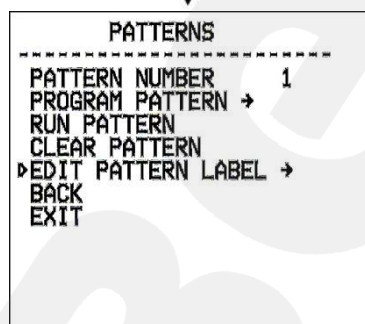 PATTERNS
PATTERN NUMBER 1
PROGRAM PATTERN →
RUN PATTERN
CLEAR PATTERN
▷EDIT PATTERN LABEL →
BACK
EXIT